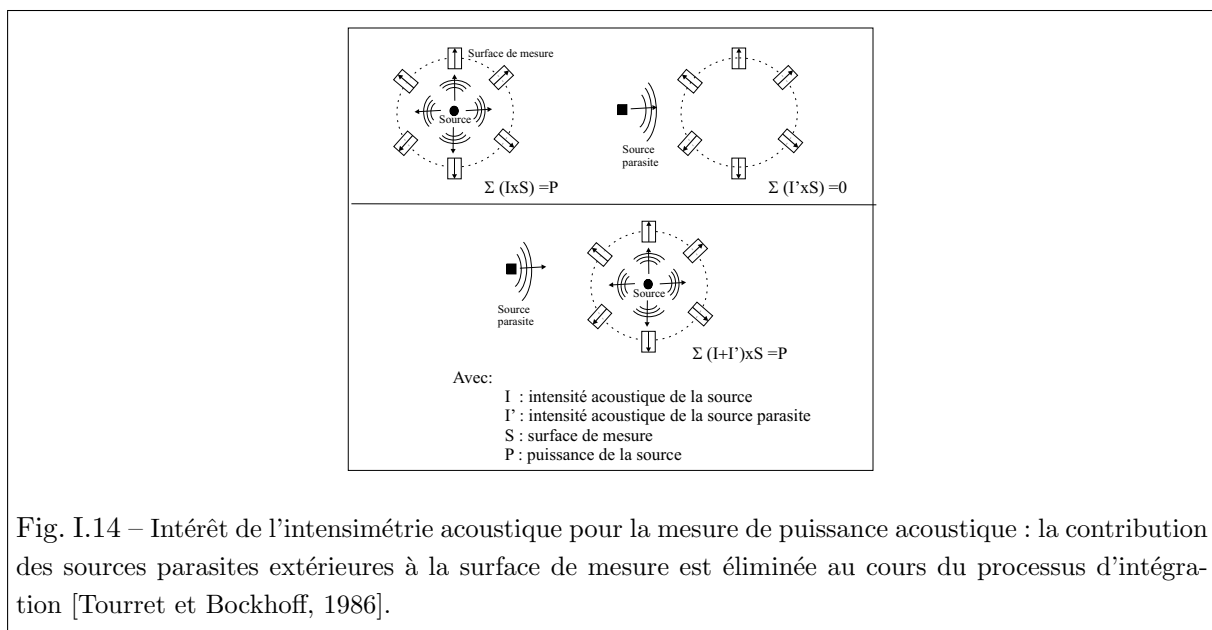 Surface de mesure
Source
Σ (IxS) =P
Source
parasite
Σ (I'xS) =0
Source
parasite
Source
Σ (I+I')xS =P
Avec:
I : intensité acoustique de la source
I' : intensité acoustique de la source parasite
S : surface de mesure
P : puissance de la source
Fig. I.14 – Intérêt de l'intensimétrie acoustique pour la mesure de puissance acoustique : la contribution
des sources parasites extérieures à la surface de mesure est éliminée au cours du processus d'intégra-
tion [Tourret et Bockhoff, 1986].